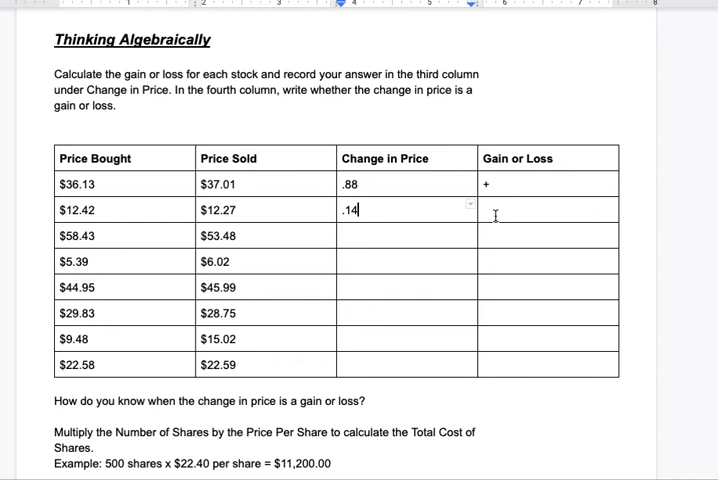 Thinking Algebraically
Calculate the gain or loss for each stock and record your answer in the third column
under Change in Price. In the fourth column, write whether the change in price is a
gain or loss.
Price Bought Price Sold Change in Price Gain or Loss
$36.13 $37.01 .88 +
$12.42 $12.27 .14
$58.43 $53.48
$5.39 $6.02
$44.95 $45.99
$29.83 $28.75
$9.48 $15.02
$22.58 $22.59
How do you know when the change in price is a gain or loss?
Multiply the Number of Shares by the Price Per Share to calculate the Total Cost of
Shares.
Example: 500 shares x $22.40 per share = $11,200.00